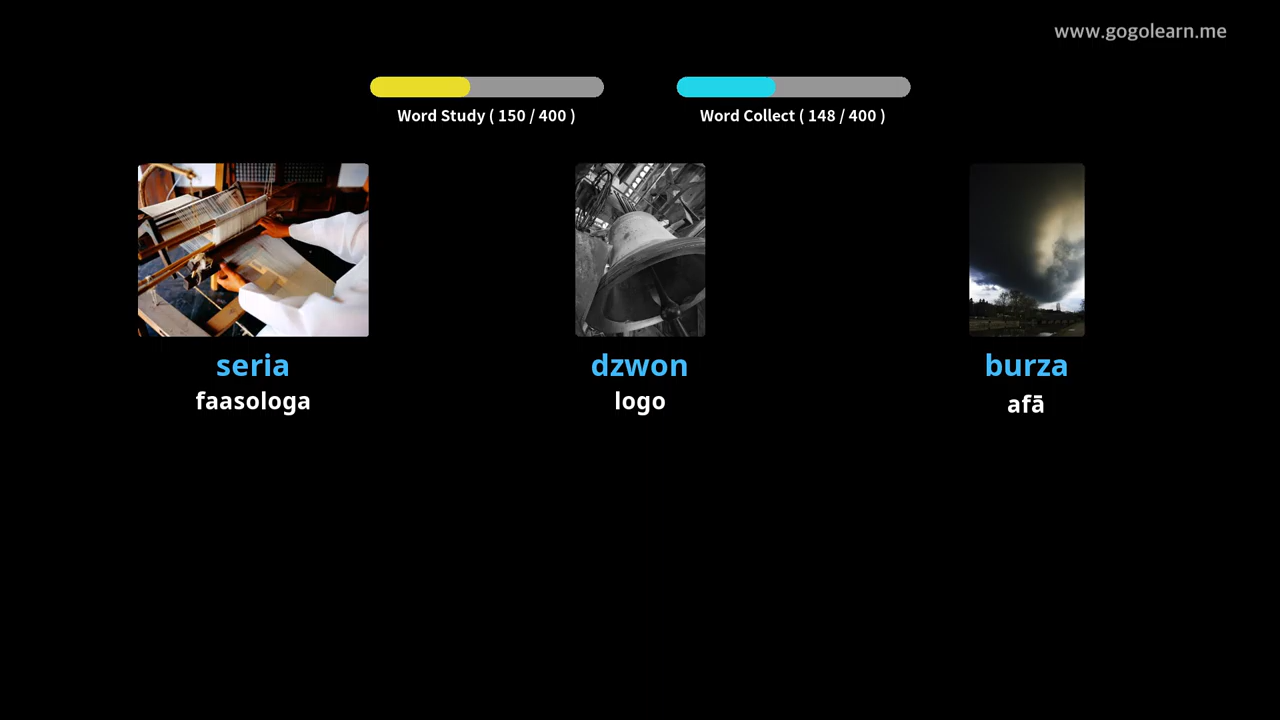 www.gogolearn.me
Word Study ( 150 / 400 )
Word Collect ( 148 / 400 )
seria
faasologa
dzwon
logo
burza
afā